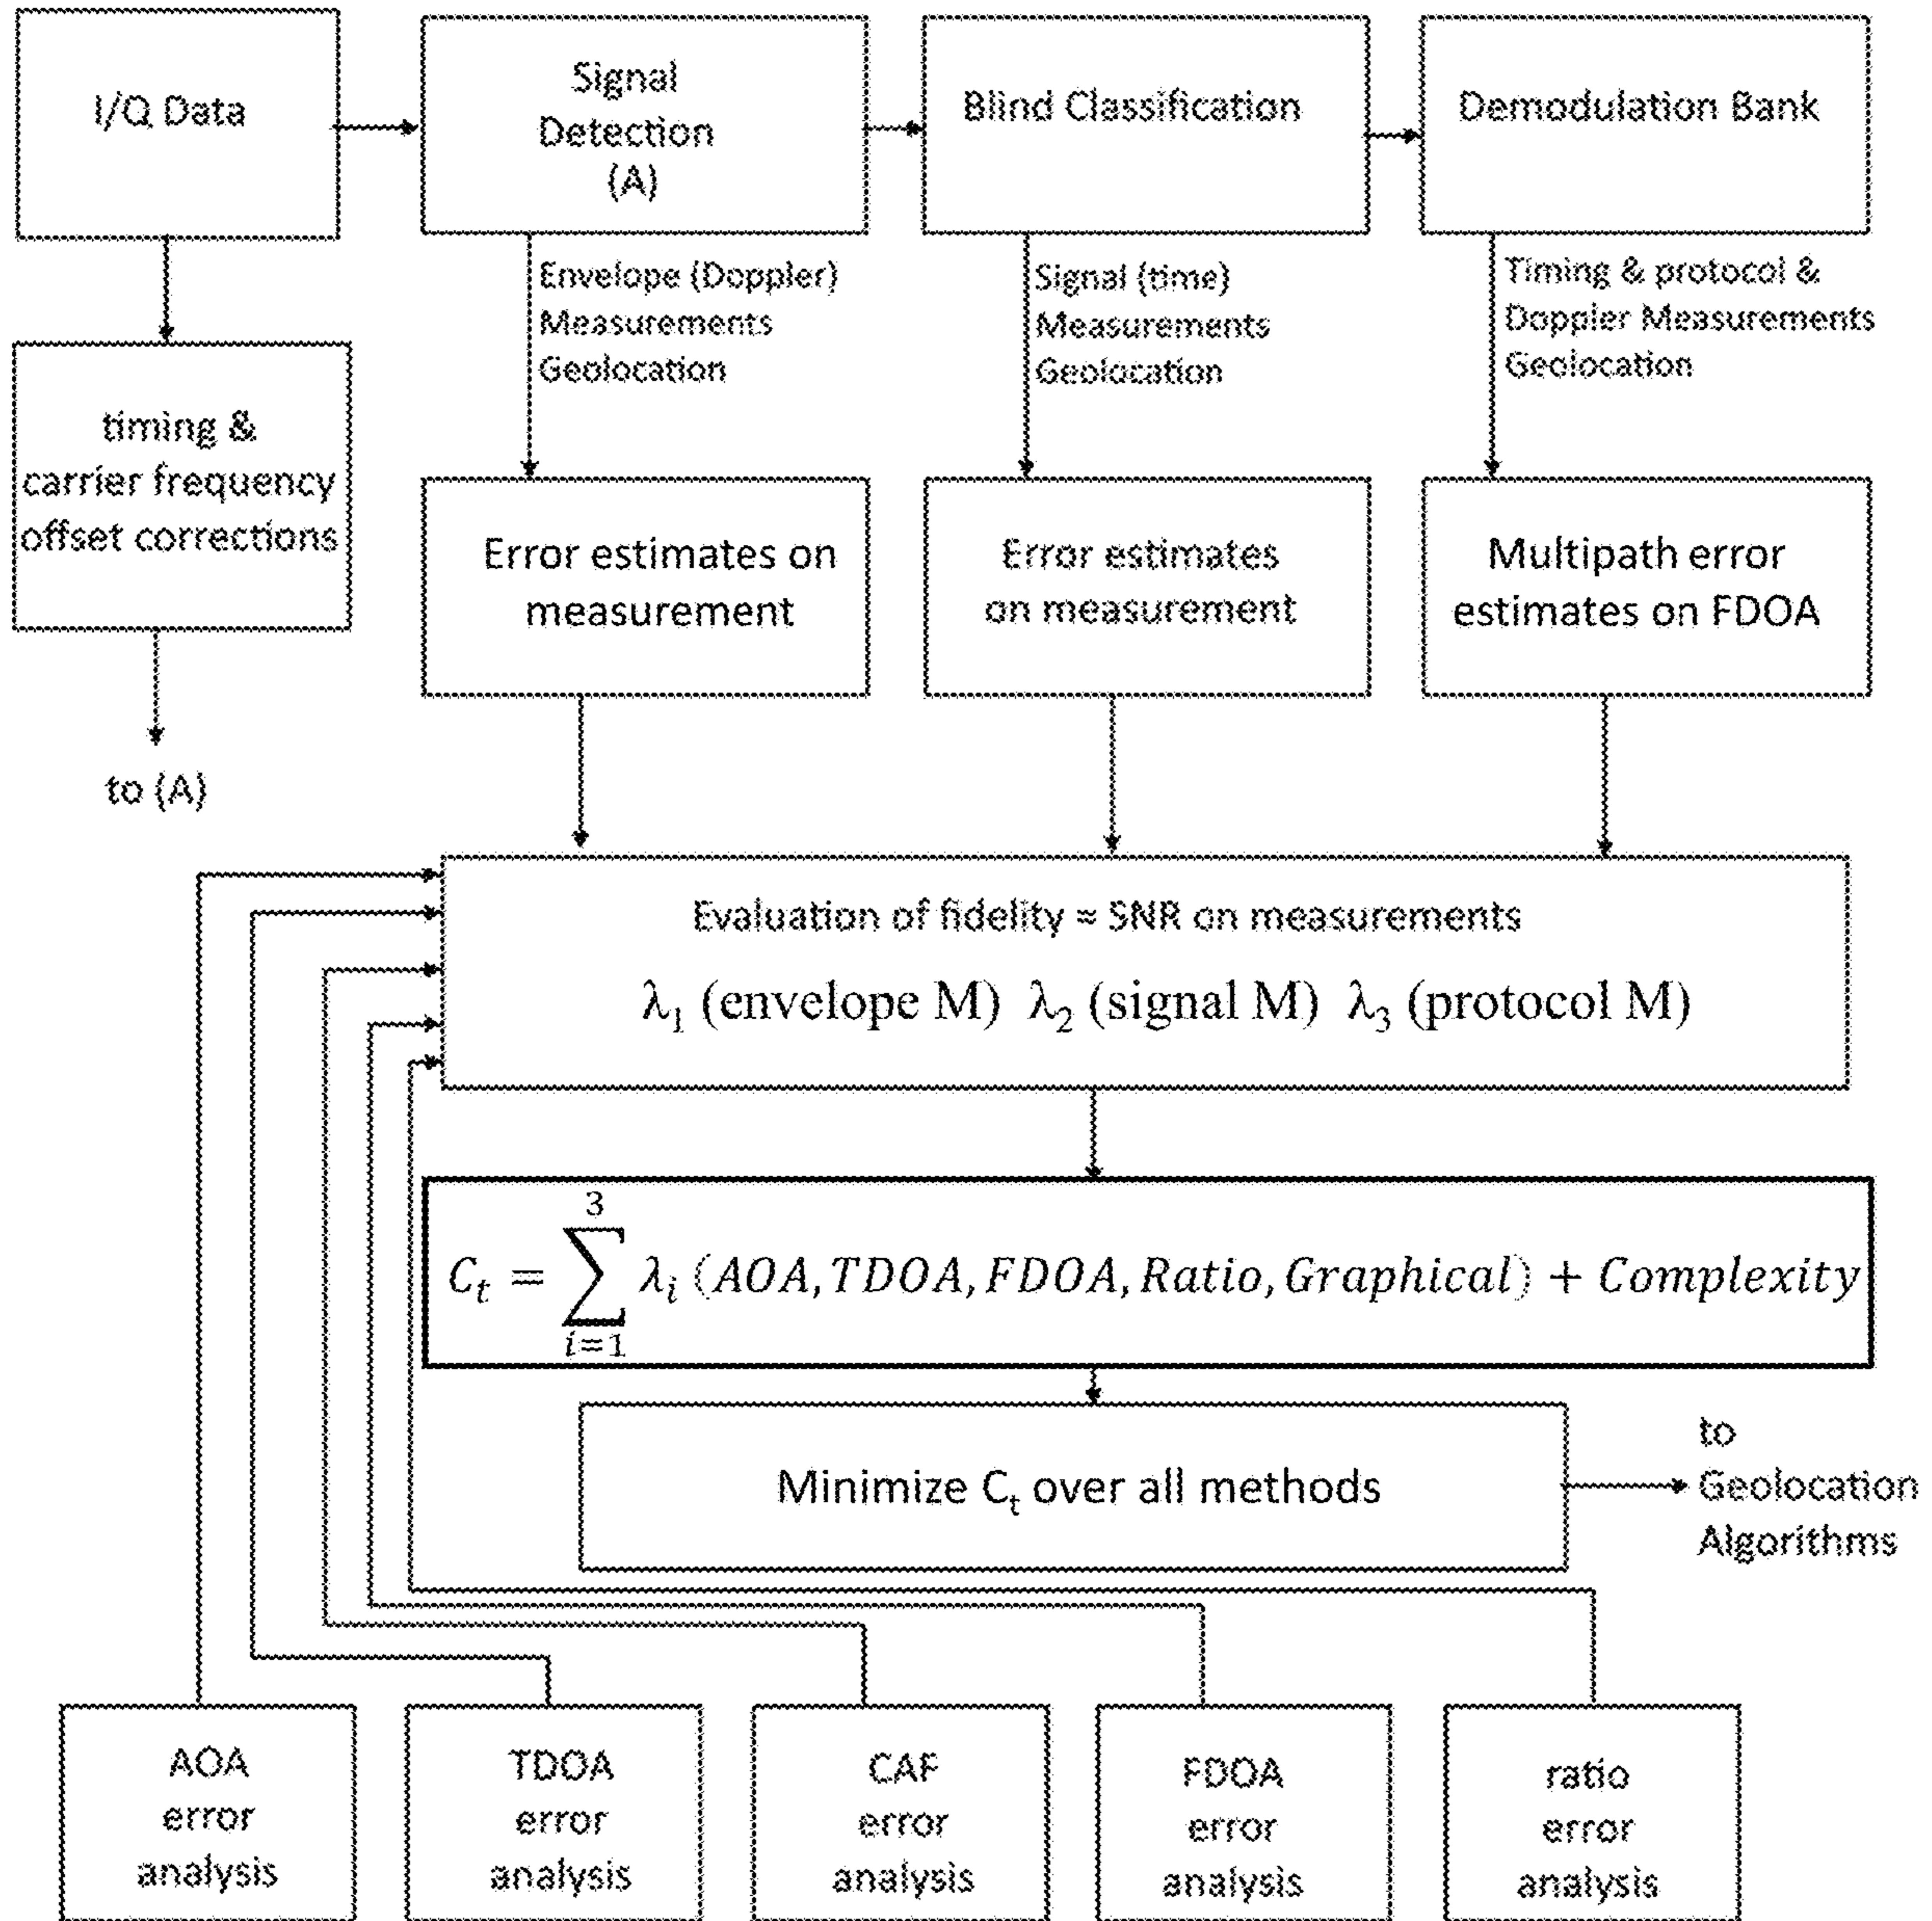 I/Q Data
Signal
Detection
(A)
Blind Classification
Demodulation Bank
Envelope (Doppler)
Measurements
Geolocation
Signal (time)
Measurements
Geolocation
Timing & protocol &
Doppler Measurements
Geolocation
timing &
carrier frequency
offset corrections
to (A)
Error estimates on
measurement
Error estimates
on measurement
Multipath error
estimates on FDOA
Evaluation of fidelity ≈ SNR on measurements
λ₁ (envelope M) λ₂ (signal M) λ₃ (protocol M)
C_t = ∑_{i=1}^{3} λ_i (AOA, TDOA, FDOA, Ratio, Graphical) + Complexity
Minimize C_t over all methods
to
Geolocation
Algorithms
AOA
error
analysis
TDOA
error
analysis
CAF
error
analysis
FDOA
error
analysis
ratio
error
analysis